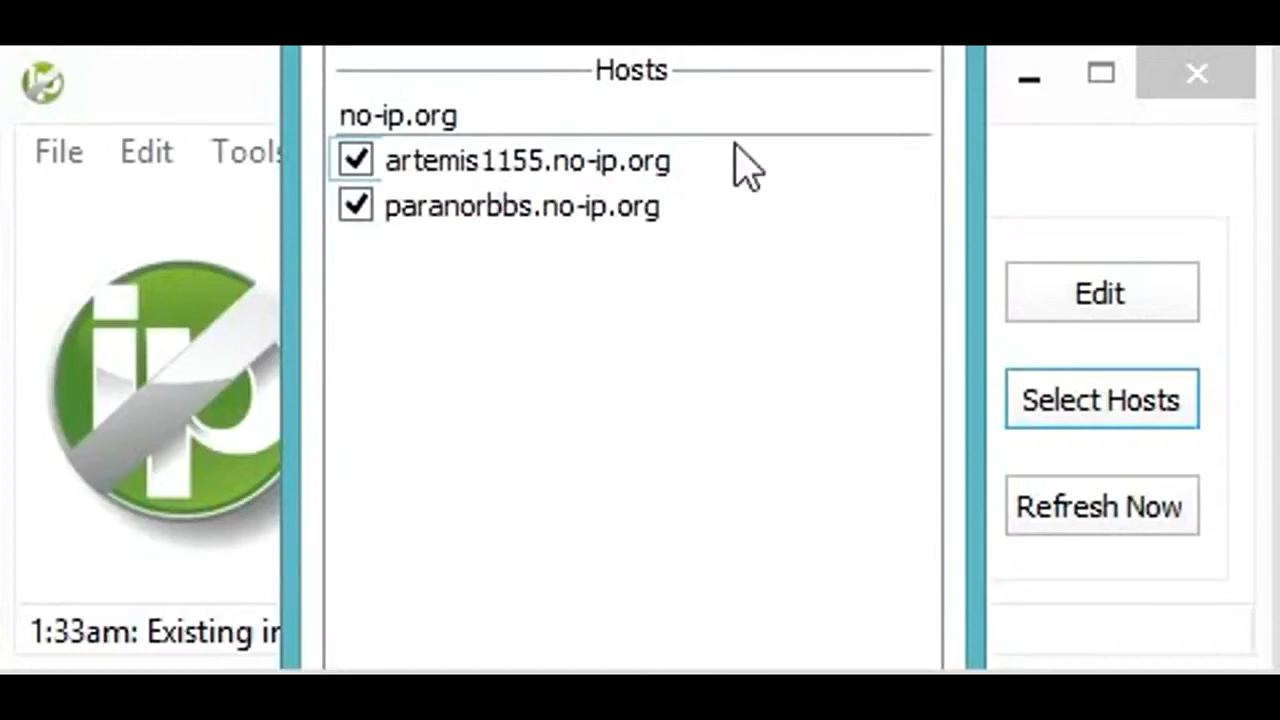 Hosts
no-ip.org
artemis1155.no-ip.org
paranorbbs.no-ip.org
File Edit Tools
ip
Edit
Select Hosts
Refresh Now
1:33am: Existing